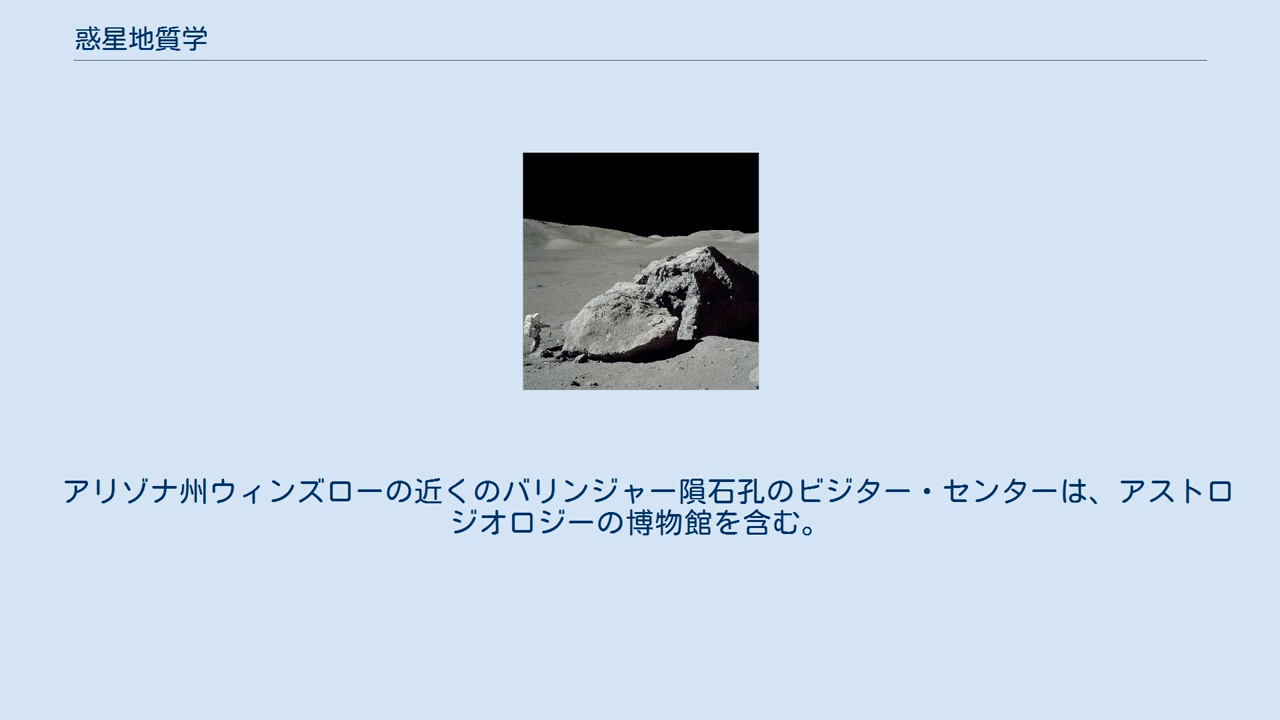 惑星地質学
アリゾナ州ウィンズローの近くのバリンジャー隕石孔のビジター・センターは、アストロ
ジオロジーの博物館を含む。